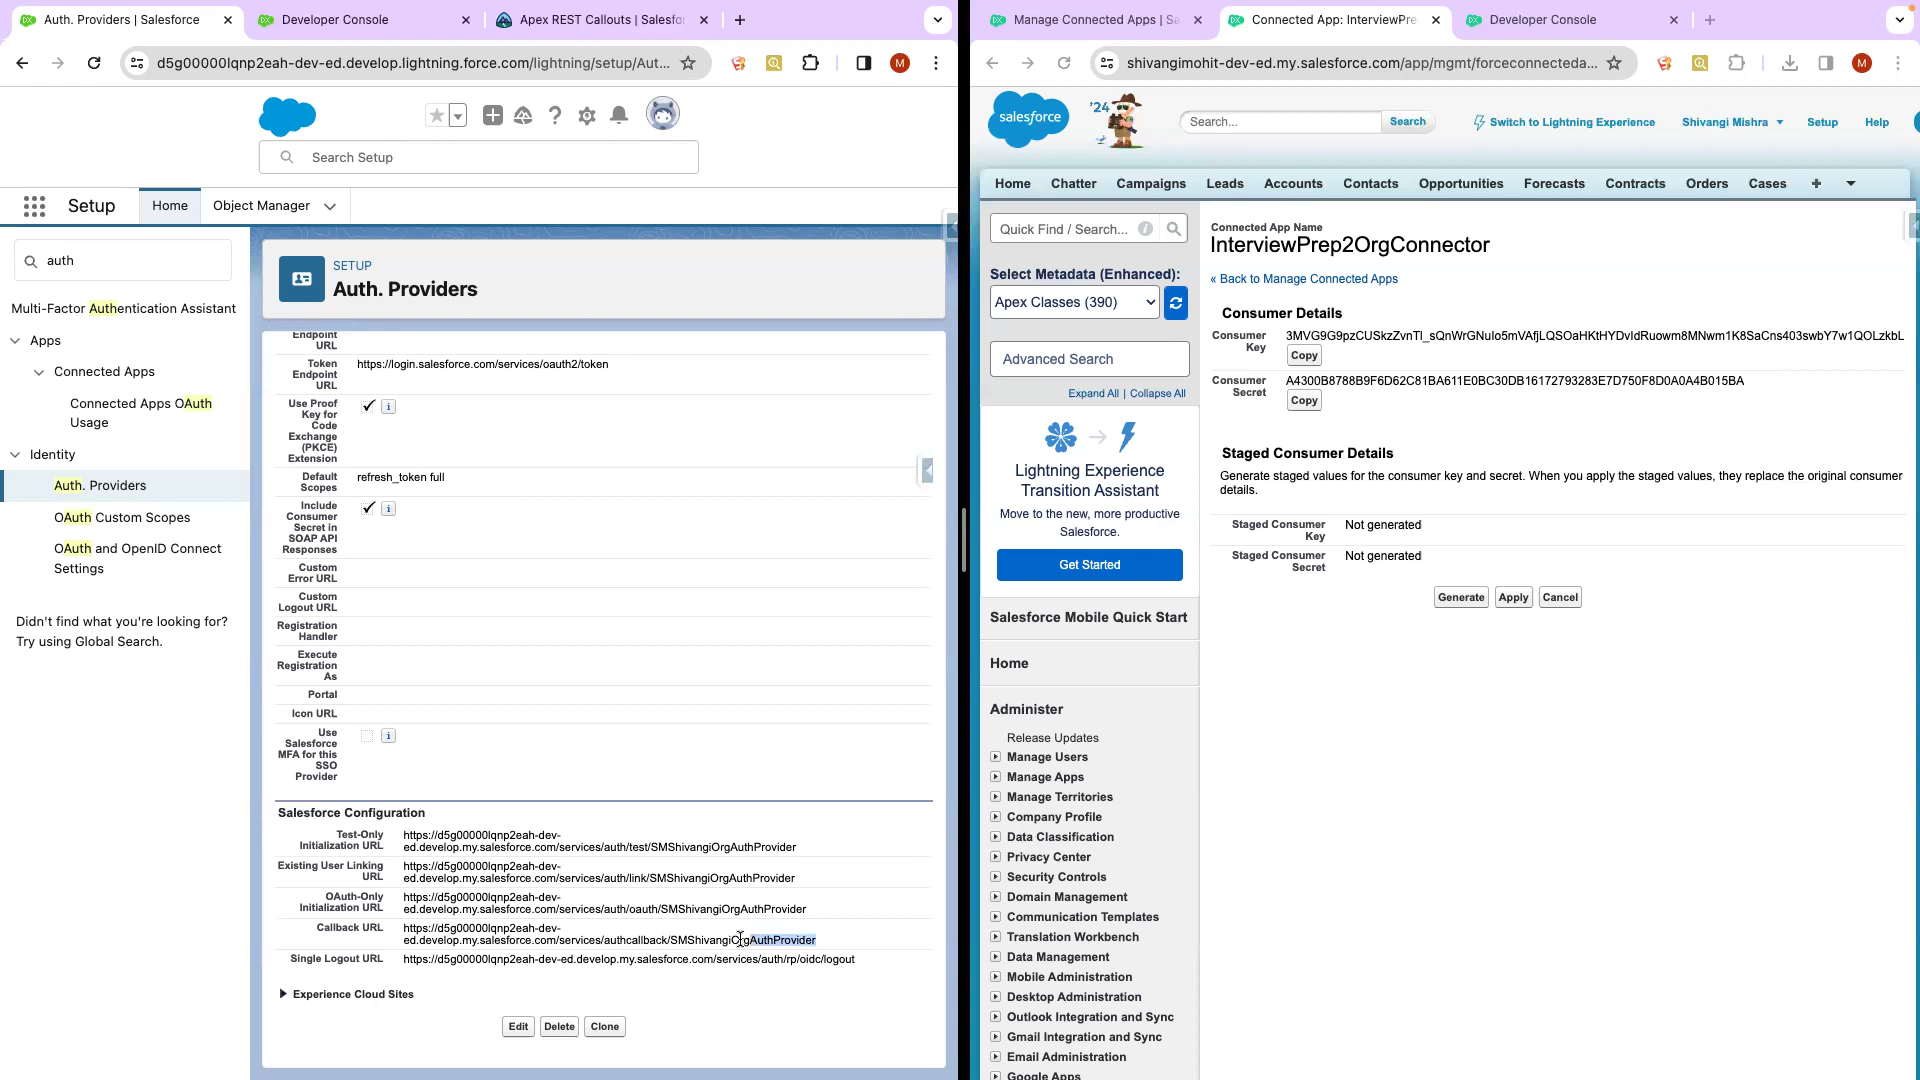 Auth. Providers | Salesforce
Developer Console
Apex REST Callouts | Salesfo
d5g00000lqnp2eah-dev-ed.develop.lightning.force.com/lightning/setup/Aut...
M
Search Setup
Setup
Home
Object Manager
auth
Multi-Factor Authentication Assistant
Apps
Connected Apps
Connected Apps OAuth
Usage
Identity
Auth. Providers
OAuth Custom Scopes
OAuth and OpenID Connect
Settings
Didn't find what you're looking for?
Try using Global Search.
SETUP
Auth. Providers
Endpoint
URL
Token
Endpoint
URL
https://login.salesforce.com/services/oauth2/token
Use Proof
Key for
Code
Exchange
(PKCE)
Extension
Default
Scopes
refresh_token full
Include
Consumer
Secret in
SOAP API
Responses
Custom
Error URL
Custom
Logout URL
Registration
Handler
Execute
Registration
As
Portal
Icon URL
Use
Salesforce
MFA for this
SSO
Provider
Salesforce Configuration
Test-Only
Initialization URL
https://d5g00000lqnp2eah-dev-
ed.develop.my.salesforce.com/services/auth/test/SMShivangiOrgAuthProvider
Existing User Linking
URL
https://d5g00000lqnp2eah-dev-
ed.develop.my.salesforce.com/services/auth/link/SMShivangiOrgAuthProvider
OAuth-Only
Initialization URL
https://d5g00000lqnp2eah-dev-
ed.develop.my.salesforce.com/services/auth/oauth/SMShivangiOrgAuthProvider
Callback URL
https://d5g00000lqnp2eah-dev-
ed.develop.my.salesforce.com/services/authcallback/SMShivangiOrgAuthProvider
Single Logout URL
https://d5g00000lqnp2eah-dev-ed.develop.my.salesforce.com/services/auth/rp/oidc/logout
Experience Cloud Sites
Edit
Delete
Clone
Manage Connected Apps | Sa
Connected App: InterviewPre
Developer Console
shivangimohit-dev-ed.my.salesforce.com/app/mgmt/forceconnecteda...
M
salesforce
'24
Search...
Search
Switch to Lightning Experience
Shivangi Mishra
Setup
Help
Home
Chatter
Campaigns
Leads
Accounts
Contacts
Opportunities
Forecasts
Contracts
Orders
Cases
Quick Find / Search...
Select Metadata (Enhanced):
Apex Classes (390)
Advanced Search
Expand All | Collapse All
Lightning Experience
Transition Assistant
Move to the new, more productive
Salesforce.
Get Started
Salesforce Mobile Quick Start
Home
Administer
Release Updates
Manage Users
Manage Apps
Manage Territories
Company Profile
Data Classification
Privacy Center
Security Controls
Domain Management
Communication Templates
Translation Workbench
Data Management
Mobile Administration
Desktop Administration
Outlook Integration and Sync
Gmail Integration and Sync
Email Administration
Google Apps
Connected App Name
InterviewPrep2OrgConnector
« Back to Manage Connected Apps
Consumer Details
Consumer
Key
3MVG9G9pzCUSkzZvnTl_sQnWrGNulo5mVAfjLQSOaHKtHYDvldRuowm8MNwm1K8SaCns403swbY7w1QOLzkbL
Copy
Consumer
Secret
A4300B8788B9F6D62C81BA611E0BC30DB16172793283E7D750F8D0A0A4B015BA
Copy
Staged Consumer Details
Generate staged values for the consumer key and secret. When you apply the staged values, they replace the original consumer
details.
Staged Consumer
Key
Not generated
Staged Consumer
Secret
Not generated
Generate
Apply
Cancel